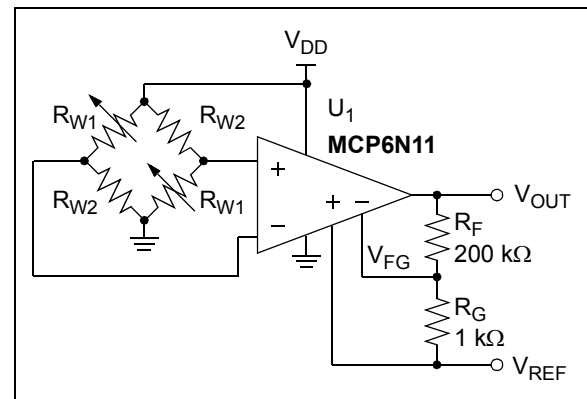 V_DD
R_W1
R_W2
U_1
MCP6N11
R_W2
R_W1
+
−
+ −
V_OUT
R_F
200 kΩ
V_FG
R_G
1 kΩ
V_REF